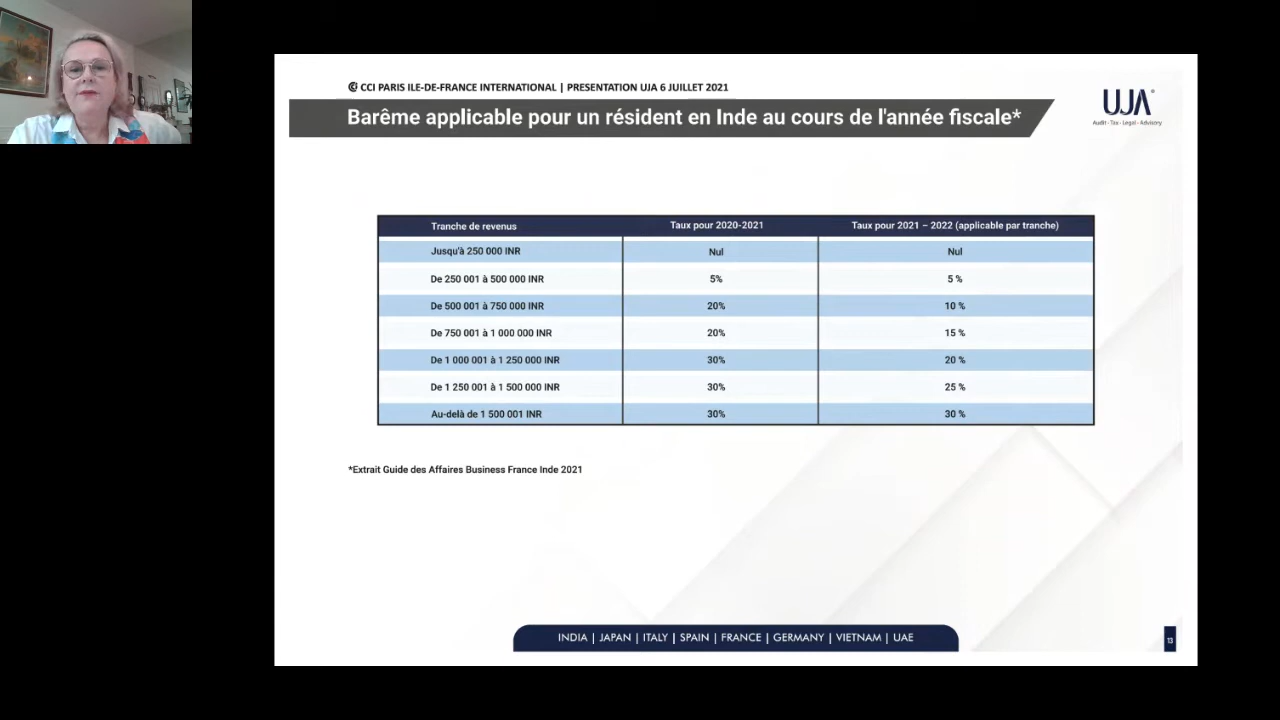 CCI PARIS ILE-DE-FRANCE INTERNATIONAL | PRESENTATION UJA 6 JUILLET 2021
Barême applicable pour un résident en Inde au cours de l'année fiscale*
UJA
Audit - Tax - Legal - Advisory
Tranche de revenus Taux pour 2020-2021 Taux pour 2021 – 2022 (applicable par tranche)
Jusqu'à 250 000 INR Nul Nul
De 250 001 à 500 000 INR 5% 5 %
De 500 001 à 750 000 INR 20% 10 %
De 750 001 à 1 000 000 INR 20% 15 %
De 1 000 001 à 1 250 000 INR 30% 20 %
De 1 250 001 à 1 500 000 INR 30% 25 %
Au-delà de 1 500 001 INR 30% 30 %
*Extrait Guide des Affaires Business France Inde 2021
INDIA | JAPAN | ITALY | SPAIN | FRANCE | GERMANY | VIETNAM | UAE
13